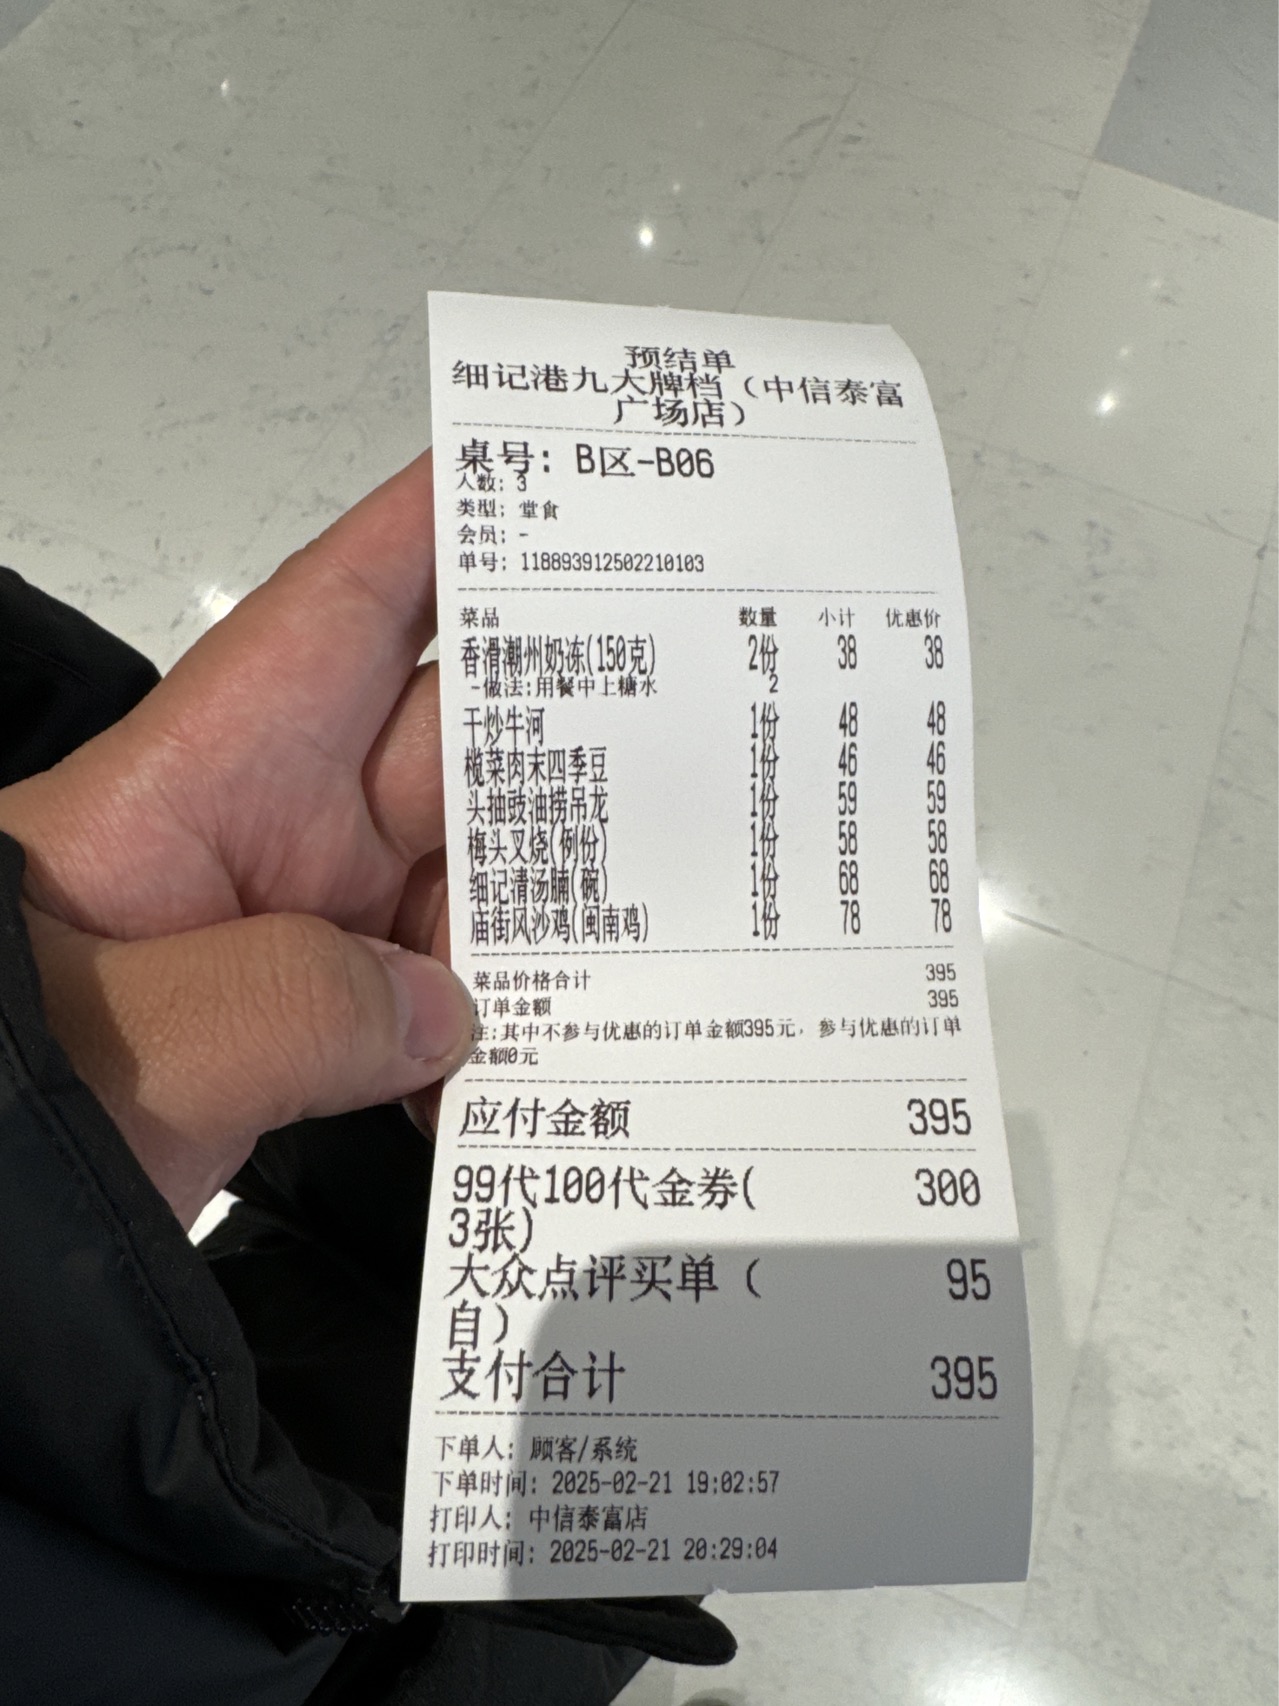 预结单
细记港九大牌档（中信泰富
广场店）
桌号: B区-B06
人数: 3
类型: 堂食
会员: -
单号: 118893912502210103
菜品 数量 小计 优惠价
香滑潮州奶冻(150克) 2份 38 38
-做法:用餐中上糖水 2
干炒牛河 1份 48 48
榄菜肉末四季豆 1份 46 46
头抽豉油捞吊龙 1份 59 59
梅头叉烧(例份) 1份 58 58
细记清汤腩(碗) 1份 68 68
庙街风沙鸡(闽南鸡) 1份 78 78
菜品价格合计 395
订单金额 395
注:其中不参与优惠的订单金额395元，参与优惠的订单
金额0元
应付金额 395
99代100代金券( 300
3张)
大众点评买单（ 95
自）
支付合计 395
下单人: 顾客/系统
下单时间: 2025-02-21 19:02:57
打印人: 中信泰富店
打印时间: 2025-02-21 20:29:04